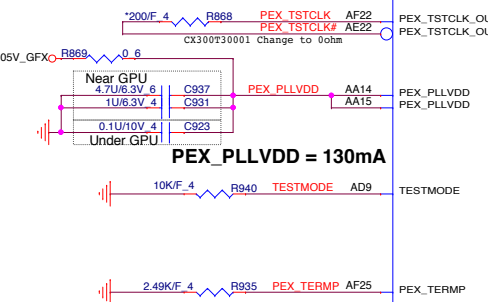 *200/F_4 R868 PEX_TSTCLK AF22 PEX_TSTCLK_OU
PEX_TSTCLK# AE22 PEX_TSTCLK_OU
CX300T30001 Change to 0ohm
05V_GFX R869 0_6
Near GPU
4.7U/6.3V_6 C937 PEX_PLLVDD AA14 PEX_PLLVDD
1U/6.3V_4 C931 AA15 PEX_PLLVDD
0.1U/10V_4 C923
Under GPU
PEX_PLLVDD = 130mA
10K/F_4 R940 TESTMODE AD9 TESTMODE
2.49K/F_4 R935 PEX_TERMP AF25 PEX_TERMP